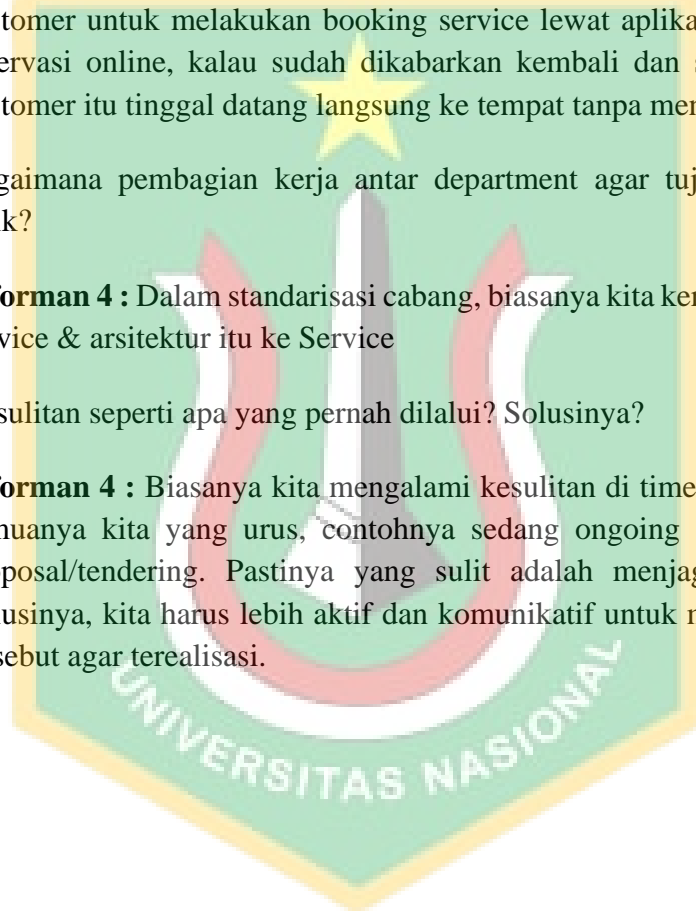 tomer untuk melakukan booking service lewat aplika
ervasi online, kalau sudah dikabarkan kembali dan s
tomer itu tinggal datang langsung ke tempat tanpa mer
gaimana pembagian kerja antar department agar tuj
k?
forman 4 : Dalam standarisasi cabang, biasanya kita ker
vice & arsitektur itu ke Service
sulitan seperti apa yang pernah dilalui? Solusinya?
forman 4 : Biasanya kita mengalami kesulitan di time
nuanya kita yang urus, contohnya sedang ongoing
posal/tendering. Pastinya yang sulit adalah menjag
usinya, kita harus lebih aktif dan komunikatif untuk m
sebut agar terealisasi.
UNIVERSITAS NASIONAL